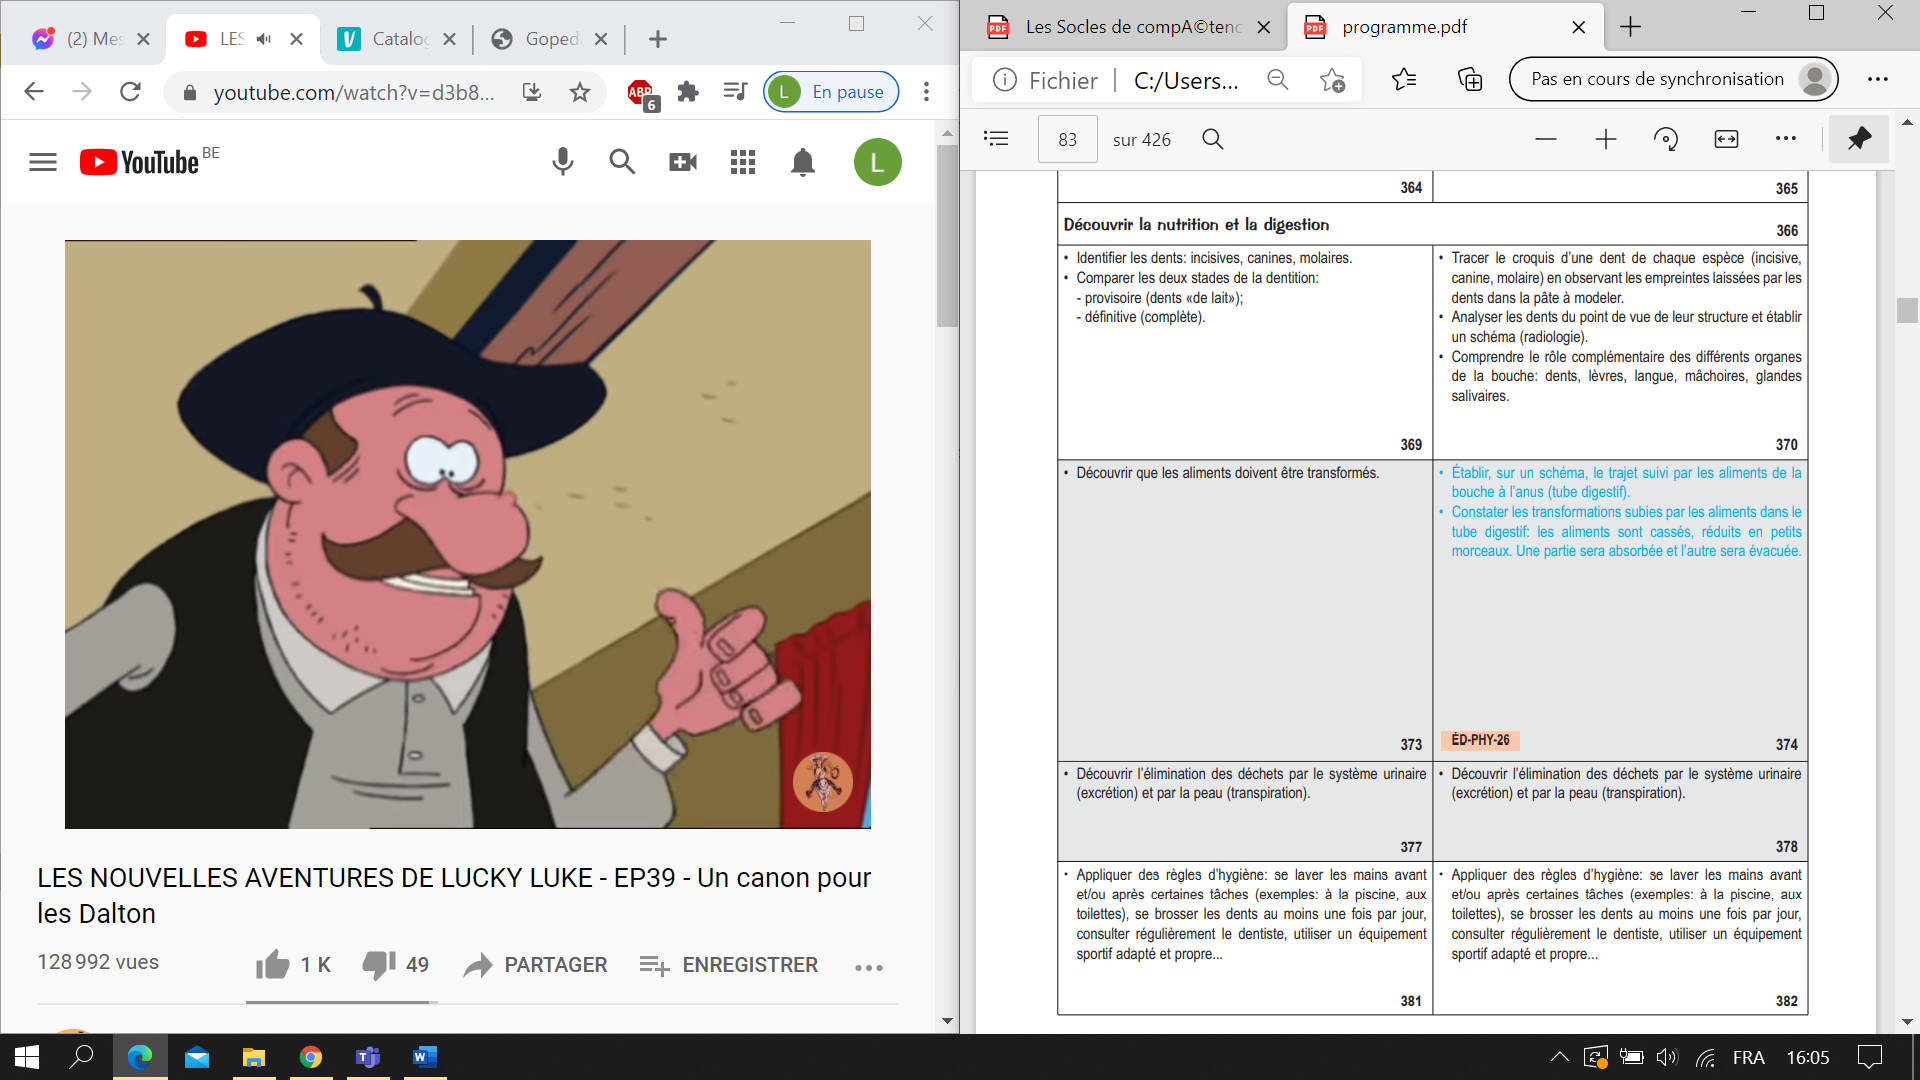 (2) Mes
LES
Catalog
Goped
youtube.com/watch?v=d3b8...
ABP
6
L
En pause
YouTube BE
L
LES NOUVELLES AVENTURES DE LUCKY LUKE - EP39 - Un canon pour
les Dalton
128 992 vues
1 K
49
PARTAGER
ENREGISTRER
Les Socles de compA©tenc
programme.pdf
Fichier
C:/Users...
Pas en cours de synchronisation
83
sur 426
364
365
Découvrir la nutrition et la digestion
366
• Identifier les dents: incisives, canines, molaires.
• Comparer les deux stades de la dentition:
- provisoire (dents «de lait»);
- définitive (complète).
369
• Tracer le croquis d'une dent de chaque espèce (incisive,
canine, molaire) en observant les empreintes laissées par les
dents dans la pâte à modeler.
• Analyser les dents du point de vue de leur structure et établir
un schéma (radiologie).
• Comprendre le rôle complémentaire des différents organes
de la bouche: dents, lèvres, langue, mâchoires, glandes
salivaires.
370
• Découvrir que les aliments doivent être transformés.
373
• Établir, sur un schéma, le trajet suivi par les aliments de la
bouche à l'anus (tube digestif).
• Constater les transformations subies par les aliments dans le
tube digestif: les aliments sont cassés, réduits en petits
morceaux. Une partie sera absorbée et l'autre sera évacuée.
ÉD-PHY-26
374
• Découvrir l'élimination des déchets par le système urinaire
(excrétion) et par la peau (transpiration).
377
• Découvrir l'élimination des déchets par le système urinaire
(excrétion) et par la peau (transpiration).
378
• Appliquer des règles d'hygiène: se laver les mains avant
et/ou après certaines tâches (exemples: à la piscine, aux
toilettes), se brosser les dents au moins une fois par jour,
consulter régulièrement le dentiste, utiliser un équipement
sportif adapté et propre...
381
• Appliquer des règles d'hygiène: se laver les mains avant
et/ou après certaines tâches (exemples: à la piscine, aux
toilettes), se brosser les dents au moins une fois par jour,
consulter régulièrement le dentiste, utiliser un équipement
sportif adapté et propre...
382
FRA
16:05